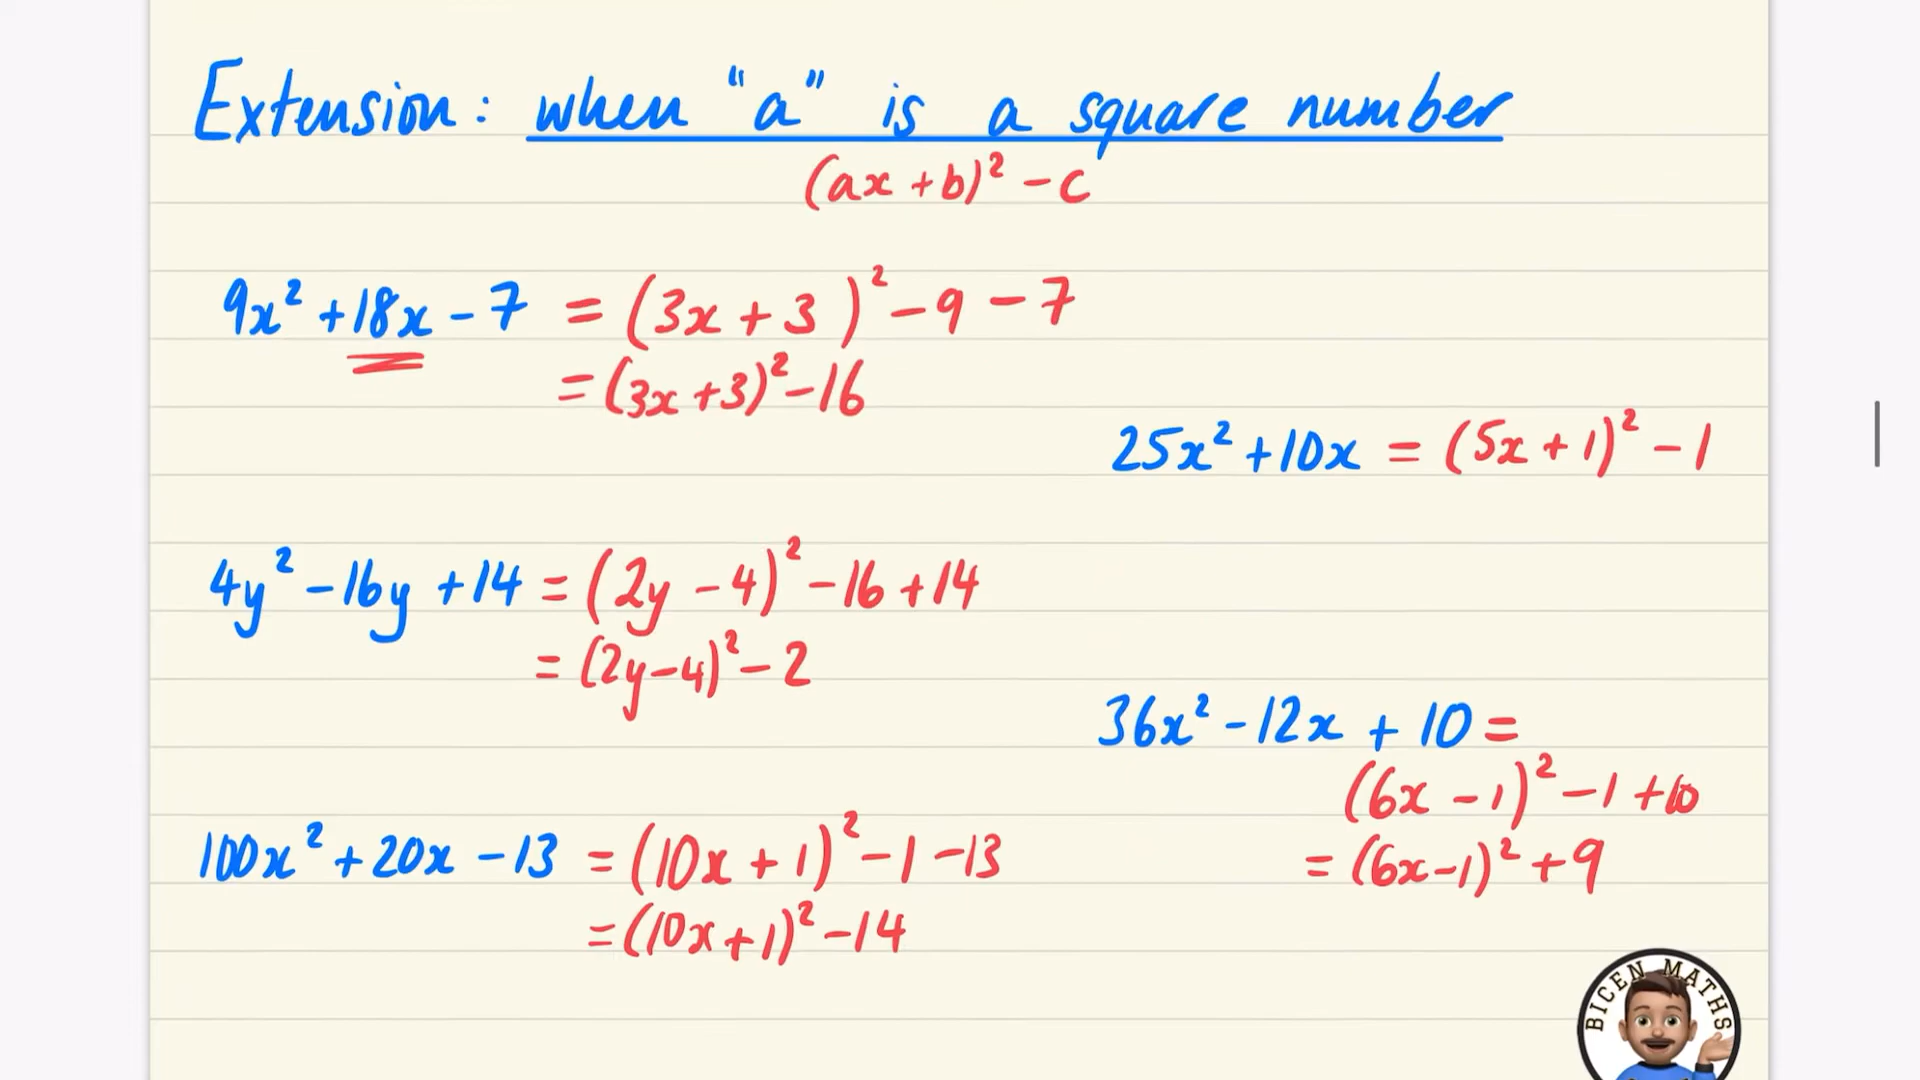 Extension: when "a" is a square number
(ax + b)² - c
9x² + 18x - 7 = (3x + 3)² - 9 - 7
= (3x + 3)² - 16
25x² + 10x = (5x + 1)² - 1
4y² - 16y + 14 = (2y - 4)² - 16 + 14
= (2y - 4)² - 2
36x² - 12x + 10 =
(6x - 1)² - 1 + 10
= (6x - 1)² + 9
100x² + 20x - 13 = (10x + 1)² - 1 - 13
= (10x + 1)² - 14
BICEN MATHS